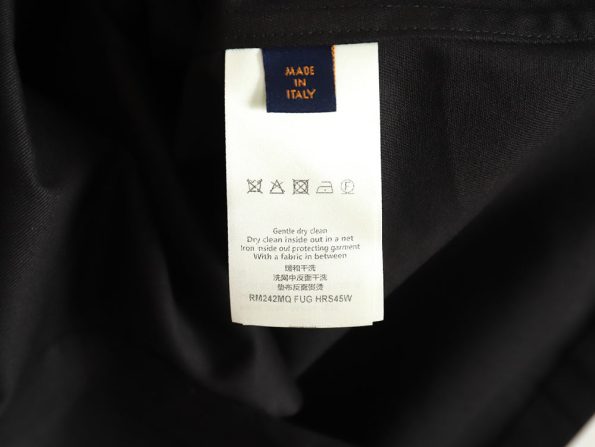 MADE
IN
ITALY
F
Gentle dry clean
Dry clean inside out in a net
Iron inside out protecting garment
With a fabric in between
缓和干洗
洗网中反面干洗
垫布反面熨烫
RM242MQ FUG HRS45W